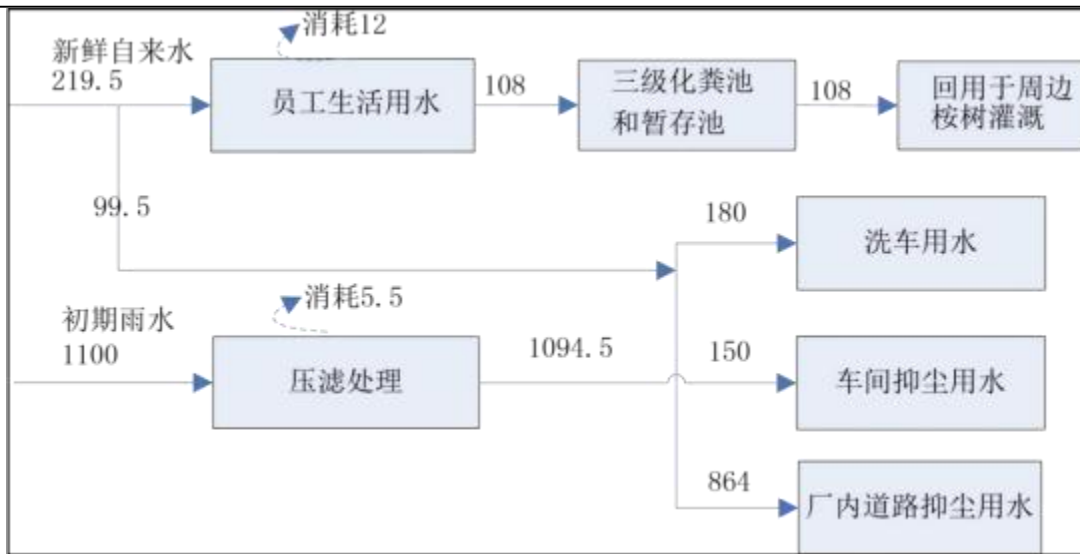 消耗12
新鲜自来水
219.5
员工生活用水
108
三级化粪池
和暂存池
108
回用于周边
桉树灌溉
99.5
180
洗车用水
消耗5.5
初期雨水
1100
压滤处理
1094.5
150
车间抑尘用水
864
厂内道路抑尘用水